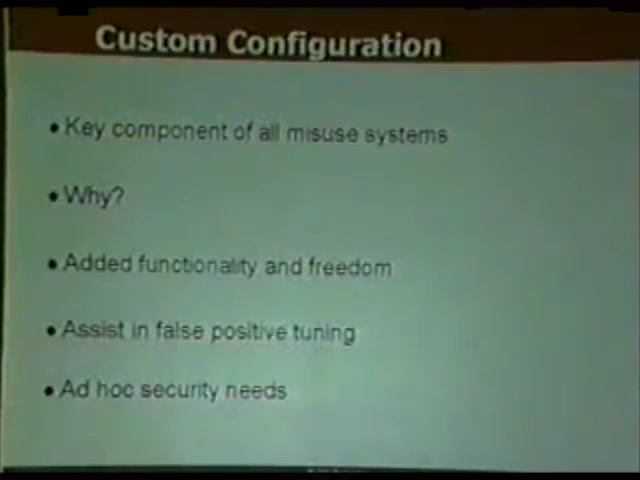 Custom Configuration
• Key component of all misuse systems
• Why?
• Added functionality and freedom
• Assist in false positive tuning
• Ad hoc security needs